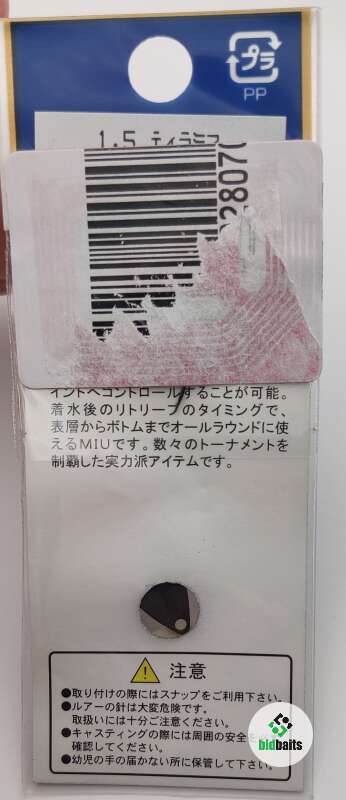 プラ
PP
1.5 ティラミス
28070
イントへコントロールすることが可能。
着水後のリトリーブのタイミングで、
表層からボトムまでオールラウンドに使
えるMIUです。数々のトーナメントを
制覇した実力派アイテムです。
注意
●取り付けの際にはスナップをご利用下さい。
●ルアーの針は大変危険です。
取扱いには十分ご注意ください。
●キャスティングの際には周囲の安全を
確認してください。
●幼児の手の届かない所に保管して下さい。
bidbaits